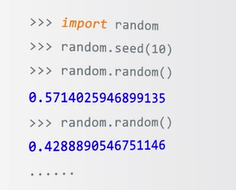 >>> import random
>>> random.seed(10)
>>> random.random()
0.5714025946899135
>>> random.random()
0.4288890546751146
......